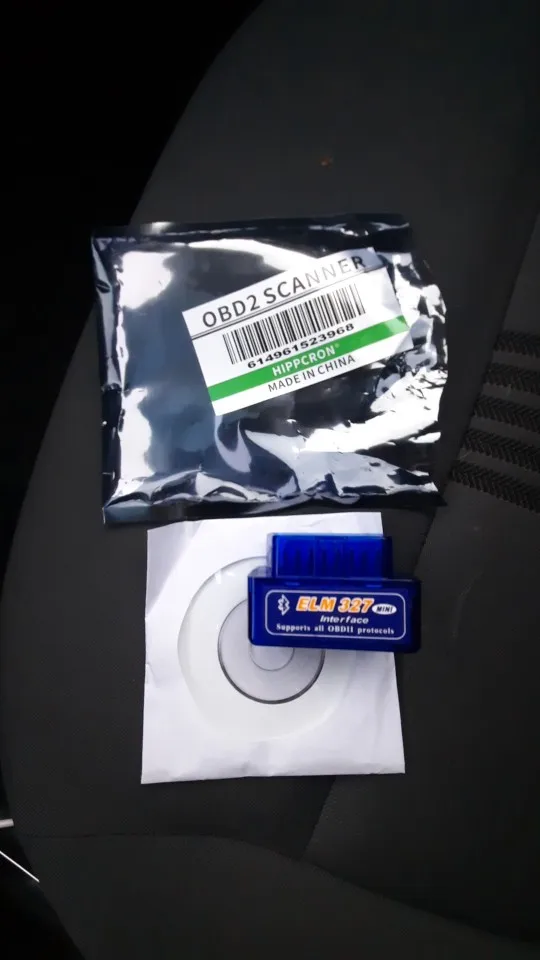 OBD2 SCANNER
614961523968
HIPPCRON®
MADE IN CHINA
ELM 327 MINI
Interface
Supports all OBDII protocols